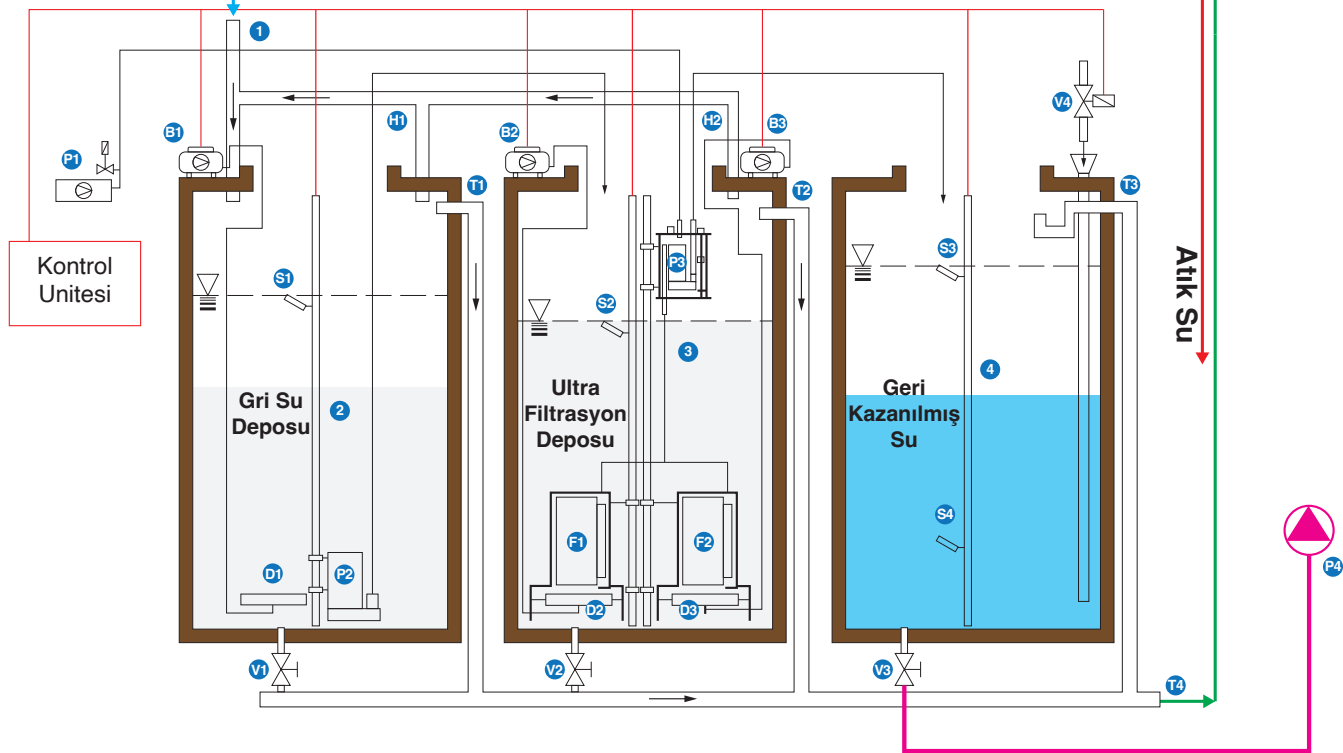 1
B1
H1
B2
H2
B3
V4
P1
T1
T2
T3
Kontrol
Unitesi
S1
S2
P3
S3
Atık Su
3
4
Gri Su
Deposu
2
Ultra
Filtrasyon
Deposu
Geri
Kazanılmış
Su
F1
F2
S4
D1
P2
D2
D3
P4
V1
V2
V3
T4